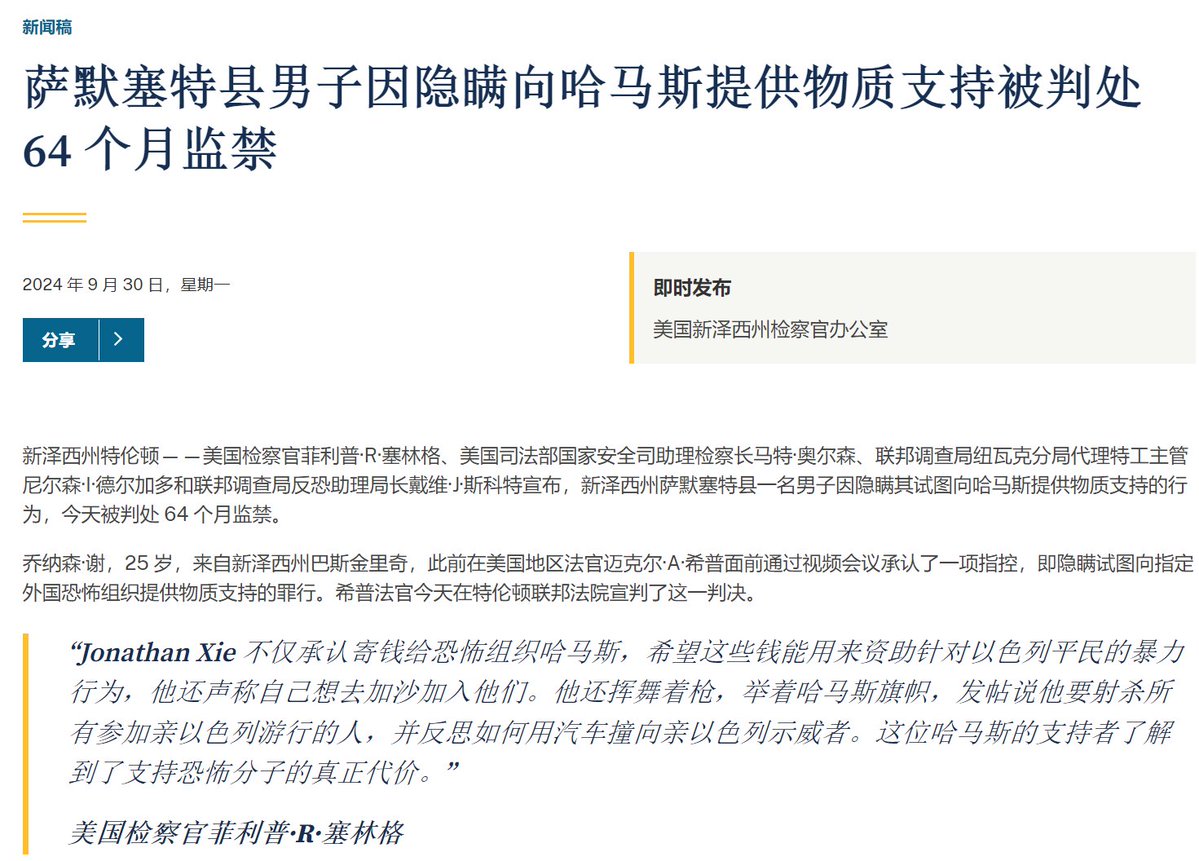 新闻稿
萨默塞特县男子因隐瞒向哈马斯提供物质支持被判处
64 个月监禁
2024 年 9 月 30 日，星期一
分享
即时发布
美国新泽西州检察官办公室
新泽西州特伦顿——美国检察官菲利普·R·塞林格、美国司法部国家安全司助理检察长马特·奥尔森、联邦调查局纽瓦克分局代理特工主管
尼尔森·I·德尔加多和联邦调查局反恐助理局长戴维·J·斯科特宣布，新泽西州萨默塞特县一名男子因隐瞒其试图向哈马斯提供物质支持的行
为，今天被判处 64 个月监禁。
乔纳森·谢，25 岁，来自新泽西州巴斯金里奇，此前在美国地区法官迈克尔·A·希普面前通过视频会议承认了一项指控，即隐瞒试图向指定
外国恐怖组织提供物质支持的罪行。希普法官今天在特伦顿联邦法院宣判了这一判决。
“Jonathan Xie 不仅承认寄钱给恐怖组织哈马斯，希望这些钱能用来资助针对以色列平民的暴力
行为，他还声称自己想去加沙加入他们。他还挥舞着枪，举着哈马斯旗帜，发帖说他要射杀所
有参加亲以色列游行的人，并反思如何用汽车撞向亲以色列示威者。这位哈马斯的支持者了解
到了支持恐怖分子的真正代价。”
美国检察官菲利普·R·塞林格